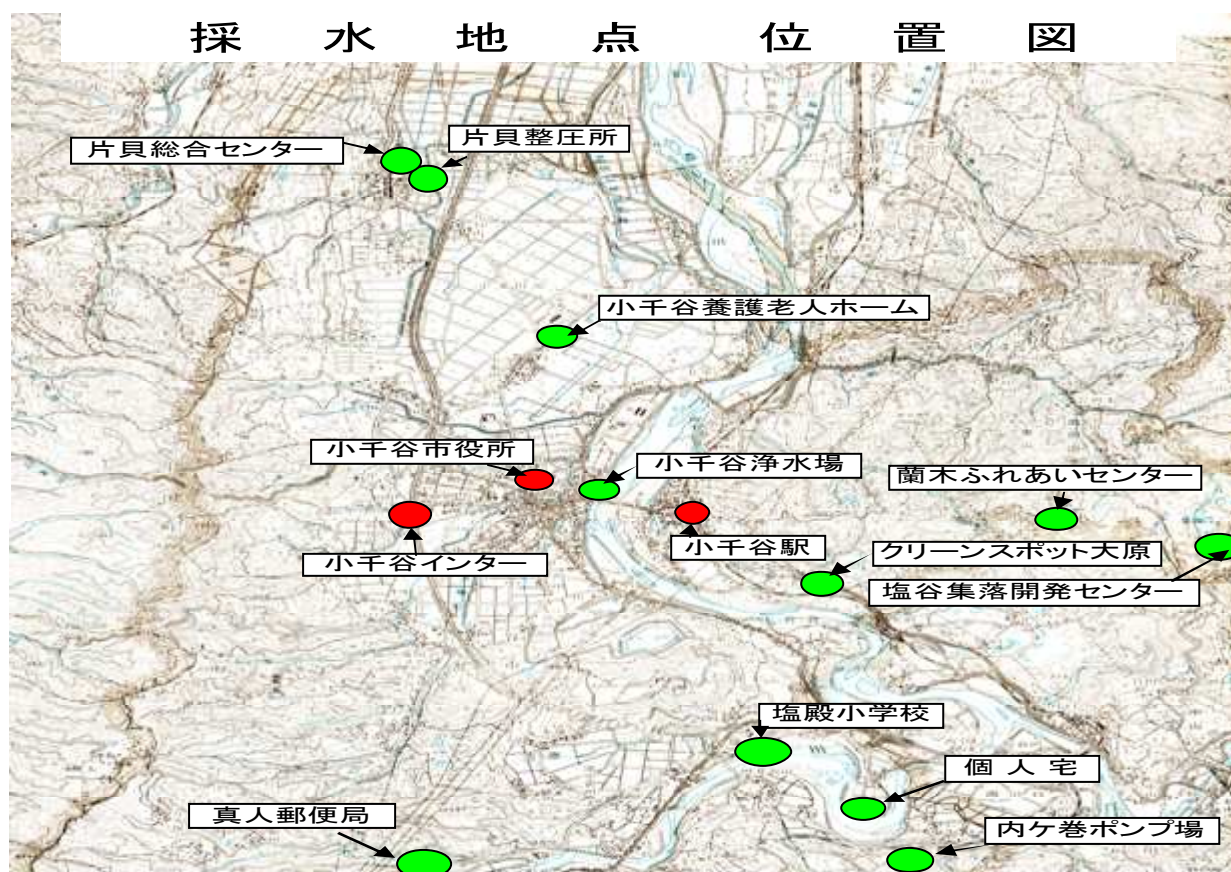 採水地点位置図
片貝整圧所
片貝総合センター
小千谷養護老人ホーム
小千谷市役所
小千谷浄水場
蘭木ふれあいセンター
小千谷インター
小千谷駅
クリーンスポット大原
塩谷集落開発センター
塩殿小学校
個人宅
真人郵便局
内ケ巻ポンプ場